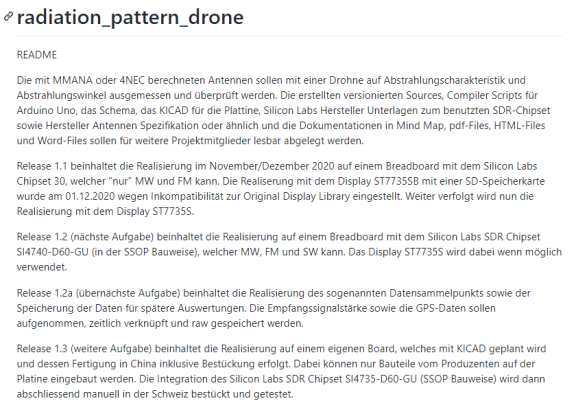 radiation_pattern_drone
README
Die mit MMANA oder 4NEC berechneten Antennen sollen mit einer Drohne auf Abstrahlungscharakteristik und
Abstrahlungswinkel ausgemessen und überprüft werden. Die erstellten versionierten Sources, Compiler Scripts für
Arduino Uno, das Schema, das KICAD für die Plattine, Silicon Labs Hersteller Unterlagen zum benutzten SDR-Chipset
sowie Hersteller Antennen Spezifikation oder ähnlich und die Dokumentationen in Mind Map, pdf-Files, HTML-Files
und Word-Files sollen für weitere Projektmitglieder lesbar abgelegt werden.
Release 1.1 beinhaltet die Realisierung im November/Dezember 2020 auf einem Breadboard mit dem Silicon Labs
Chipset 30, welcher "nur" MW und FM kann. Die Realiserung mit dem Display ST7735SB mit einer SD-Speicherkarte
wurde am 01.12.2020 wegen Inkompatibilität zur Original Display Library eingestellt. Weiter verfolgt wird nun die
Realisierung mit dem Display ST7735S.
Release 1.2 (nächste Aufgabe) beinhaltet die Realisierung auf einem Breadboard mit dem Silicon Labs SDR Chipset
SI4740-D60-GU (in der SSOP Bauweise), welcher MW, FM und SW kann. Das Display ST7735S wird dabei wenn möglich
verwendet.
Release 1.2a (übernächste Aufgabe) beinhaltet die Realisierung des sogenannten Datensammelpunkts sowie der
Speicherung der Daten für spätere Auswertungen. Die Empfangssignalstärke sowie die GPS-Daten sollen
aufgenommen, zeitlich verknüpft und raw gespeichert werden.
Release 1.3 (weitere Aufgabe) beinhaltet die Realisierung auf einem eigenen Board, welches mit KICAD geplant wird
und dessen Fertigung in China inklusive Bestückung erfolgt. Dabei können nur Bauteile vom Produzenten auf der
Platine eingebaut werden. Die Integration des Silicon Labs SDR Chipset SI4735-D60-GU (SSOP Bauweise) wird dann
abschliessend manuell in der Schweiz bestückt und getestet.